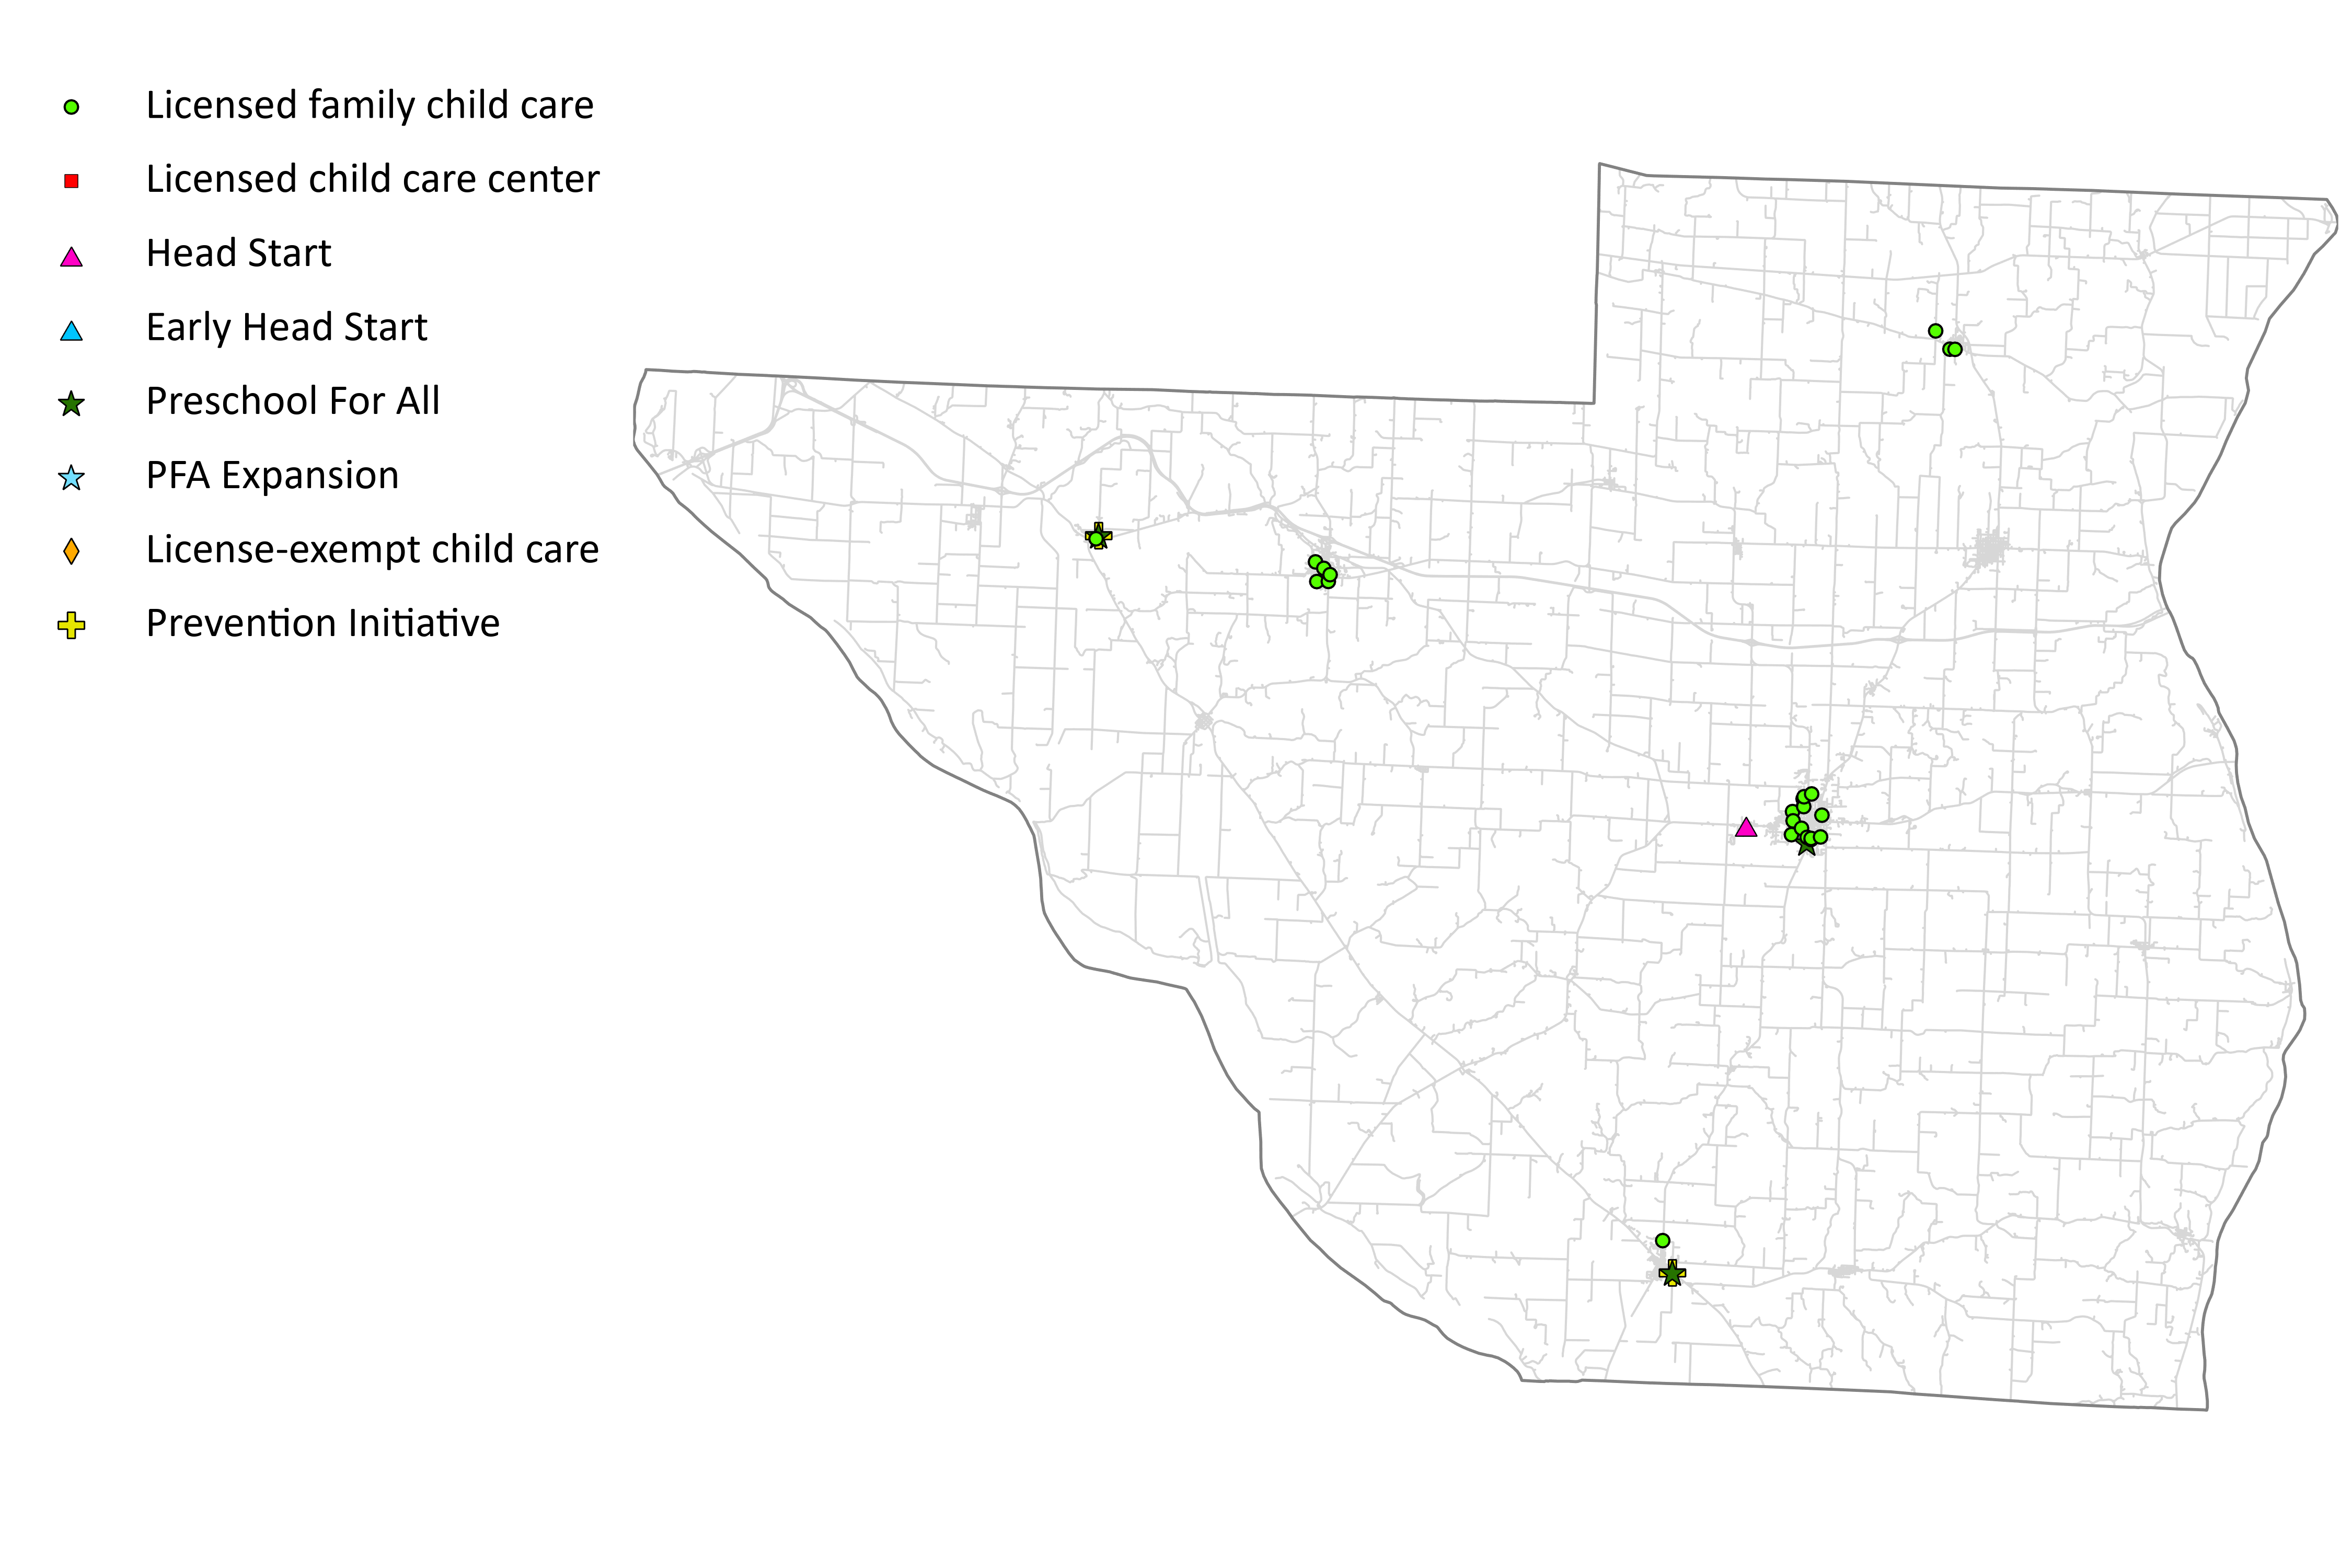 Licensed family child care
Licensed child care center
Head Start
Early Head Start
Preschool For All
PFA Expansion
License-exempt child care
Prevention Initiative